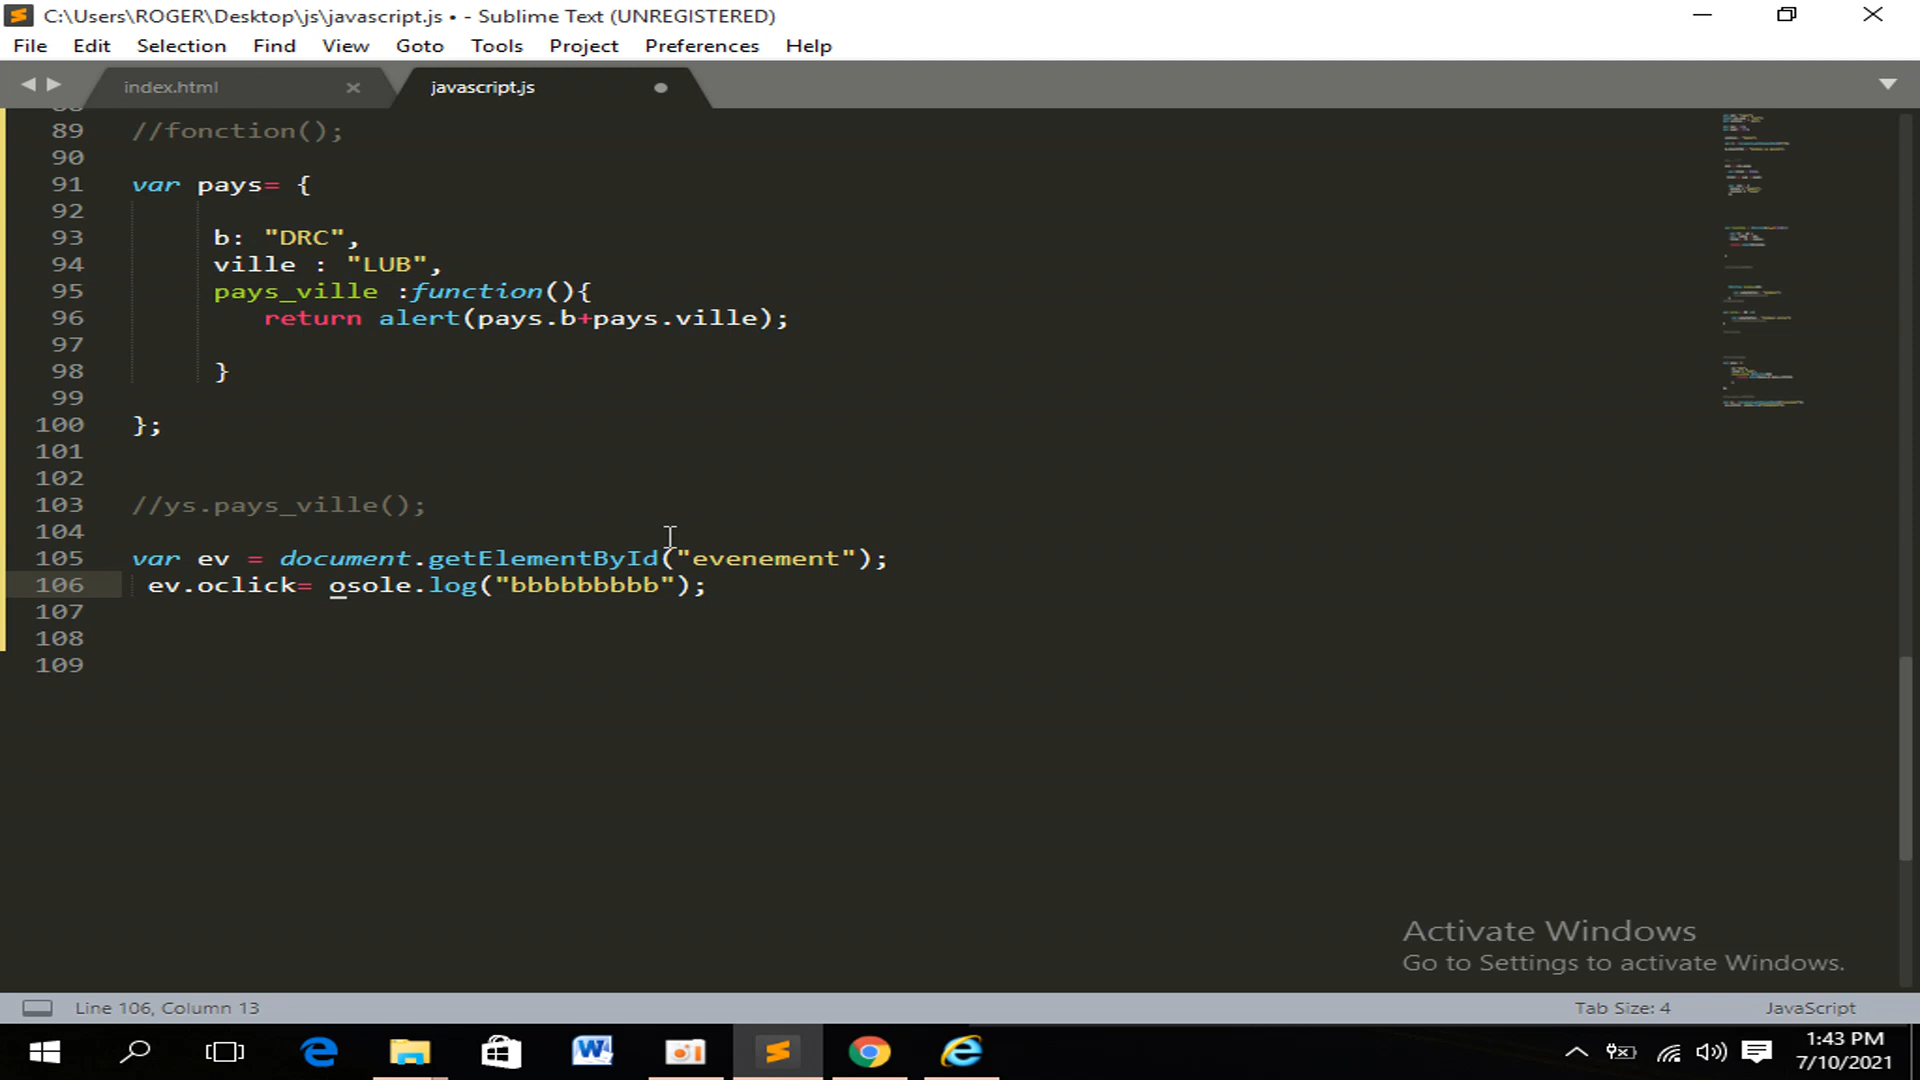 C:\Users\ROGER\Desktop\js\javascript.js • - Sublime Text (UNREGISTERED)
File Edit Selection Find View Goto Tools Project Preferences Help
index.html javascript.js
88
89 //fonction();
90
91 var pays= {
92
93 b: "DRC",
94 ville : "LUB",
95 pays_ville :function(){
96 return alert(pays.b+pays.ville);
97
98 }
99
100 };
101
102
103 //ys.pays_ville();
104
105 var ev = document.getElementById("evenement");
106 ev.oclick= osole.log("bbbbbbbbb");
107
108
109
Activate Windows
Go to Settings to activate Windows.
Line 106, Column 13 Tab Size: 4 JavaScript
1:43 PM
7/10/2021